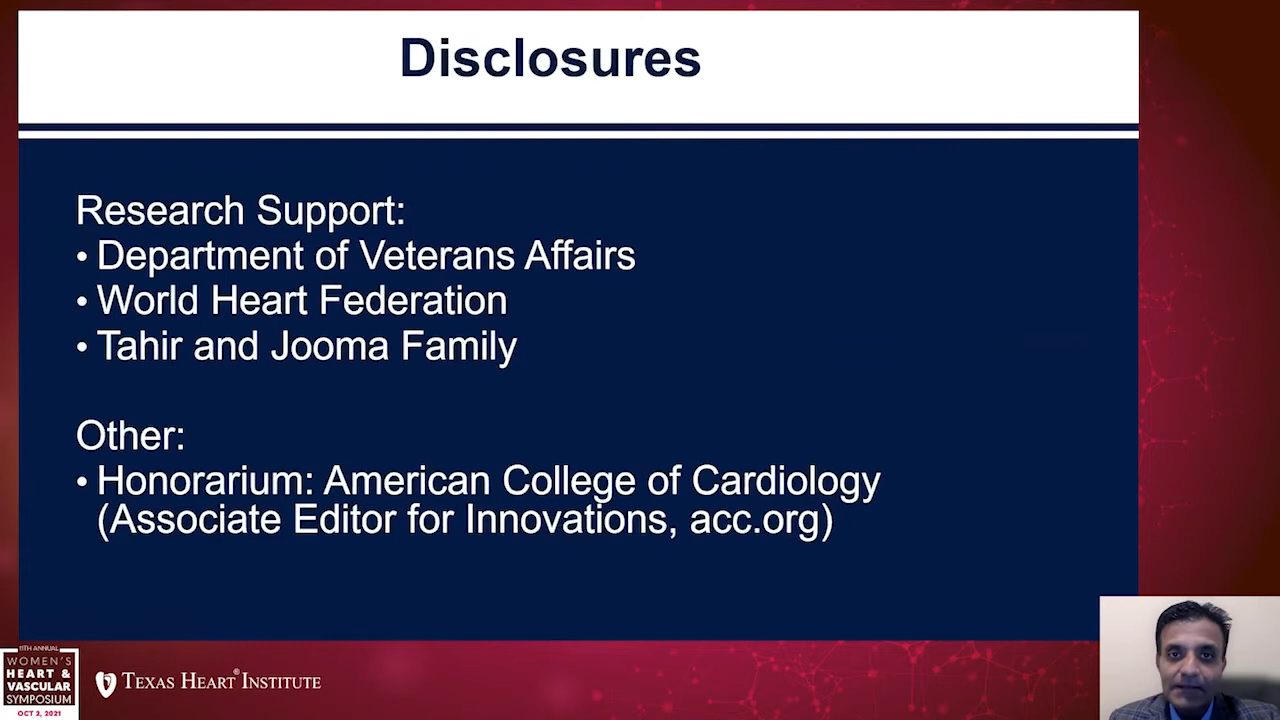 Disclosures
Research Support:
• Department of Veterans Affairs
• World Heart Federation
• Tahir and Jooma Family
Other:
• Honorarium: American College of Cardiology
(Associate Editor for Innovations, acc.org)
11TH ANNUAL
WOMEN'S
HEART &
VASCULAR
SYMPOSIUM
OCT 2, 2021
TEXAS HEART® INSTITUTE